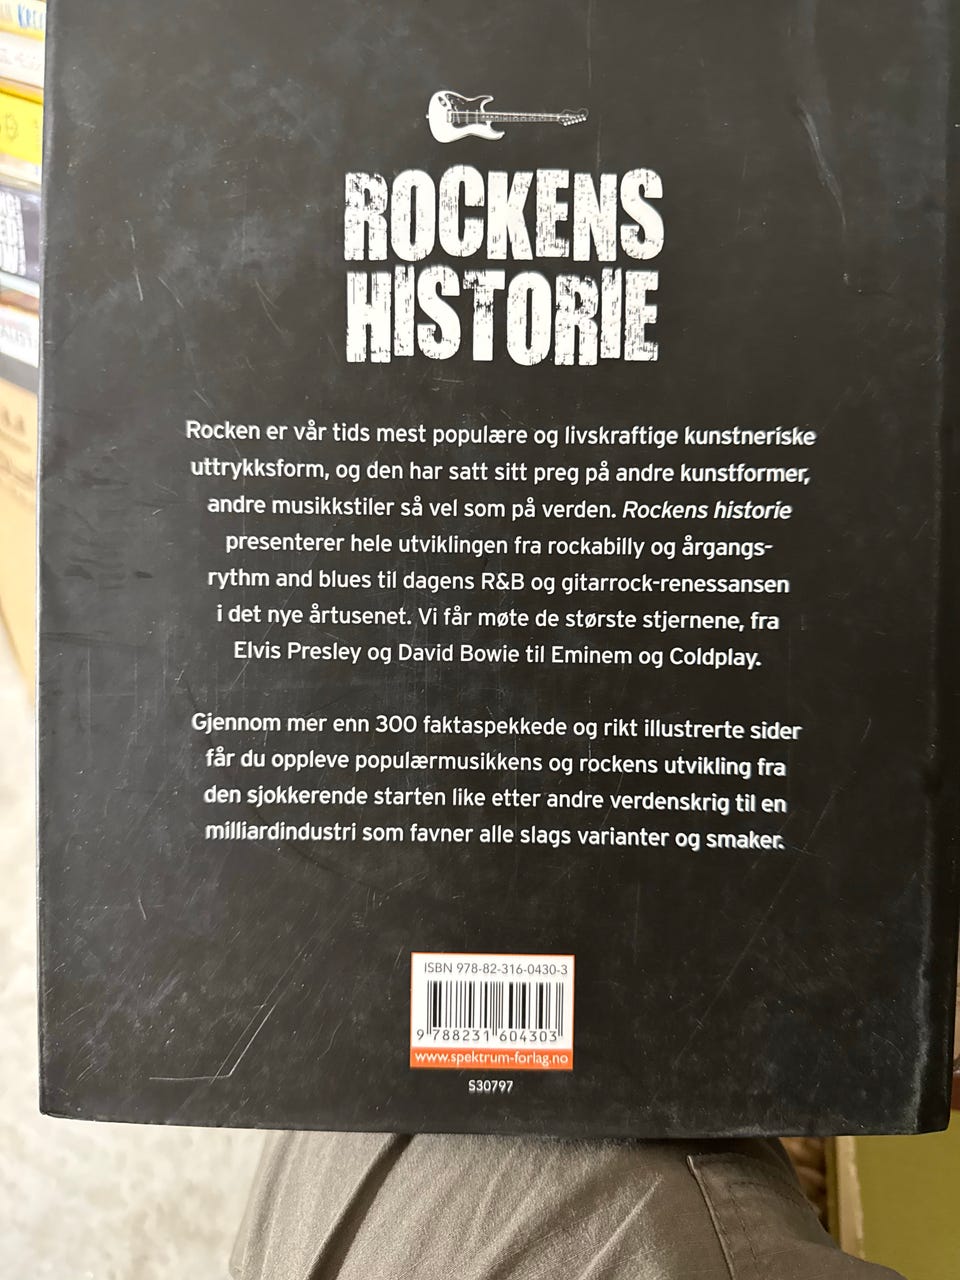 ROCKENS
HISTORIE
Rocken er vår tids mest populære og livskraftige kunstneriske
uttrykksform, og den har satt sitt preg på andre kunstformer,
andre musikkstiler så vel som på verden. Rockens historie
presenterer hele utviklingen fra rockabilly og årgangs-
rythm and blues til dagens R&B og gitarrock-renessansen
i det nye årtusenet. Vi får møte de største stjernene, fra
Elvis Presley og David Bowie til Eminem og Coldplay.
Gjennom mer enn 300 faktaspekkede og rikt illustrerte sider
får du oppleve populærmusikkens og rockens utvikling fra
den sjokkerende starten like etter andre verdenskrig til en
milliardindustri som favner alle slags varianter og smaker.
ISBN 978-82-316-0430-3
9 788231 604303
www.spektrum-forlag.no
S30797